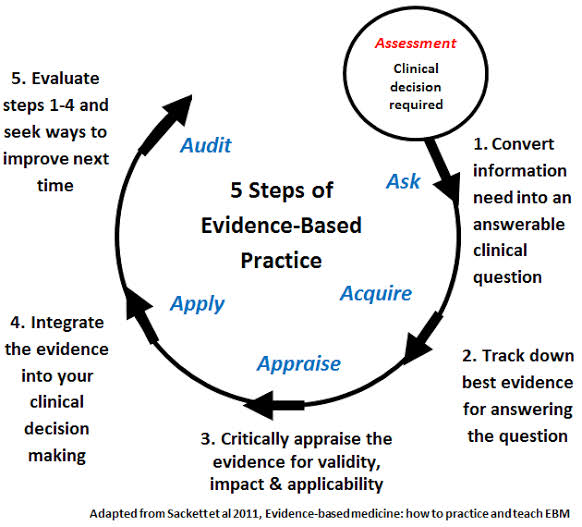 Assessment
Clinical
decision
required
5 Steps of
Evidence-Based
Practice
Ask
1. Convert
information
need into an
answerable
clinical
question
Acquire
2. Track down
best evidence
for answering
the question
Appraise
3. Critically appraise the
evidence for validity,
impact & applicability
Apply
4. Integrate
the evidence
into your
clinical
decision
making
Audit
5. Evaluate
steps 1-4 and
seek ways to
improve next
time
Adapted from Sackett et al 2011, Evidence-based medicine: how to practice and teach EBM